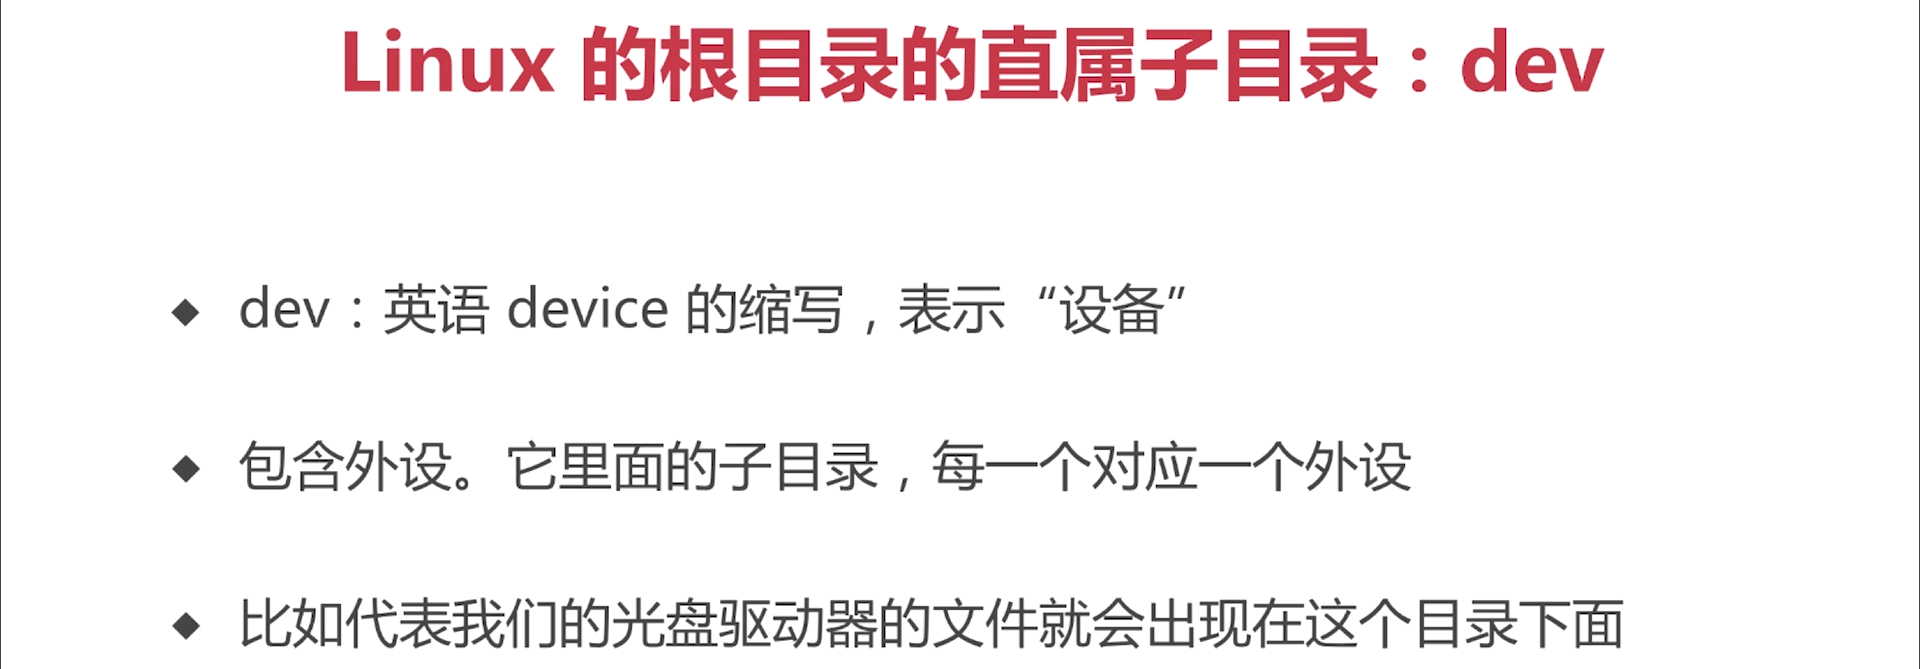 Linux 的根目录的直属子目录：dev
◆ dev：英语 device 的缩写，表示“设备”
◆ 包含外设。它里面的子目录，每一个对应一个外设
◆ 比如代表我们的光盘驱动器的文件就会出现在这个目录下面